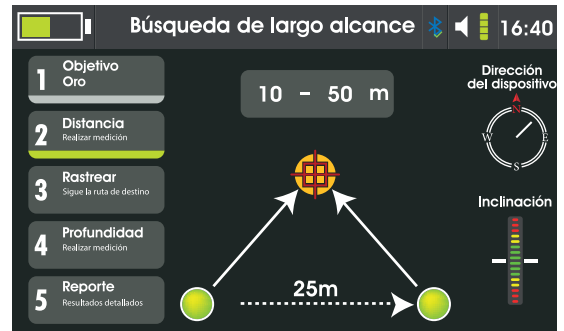 Búsqueda de largo alcance
16:40
1
Objetivo
Oro
2
Distancia
Realizar medición
3
Rastrear
Sigue la ruta de destino
4
Profundidad
Realizar medición
5
Reporte
Resultados detallados
10 - 50 m
25m
Dirección
del dispositivo
N
W
E
S
Inclinación